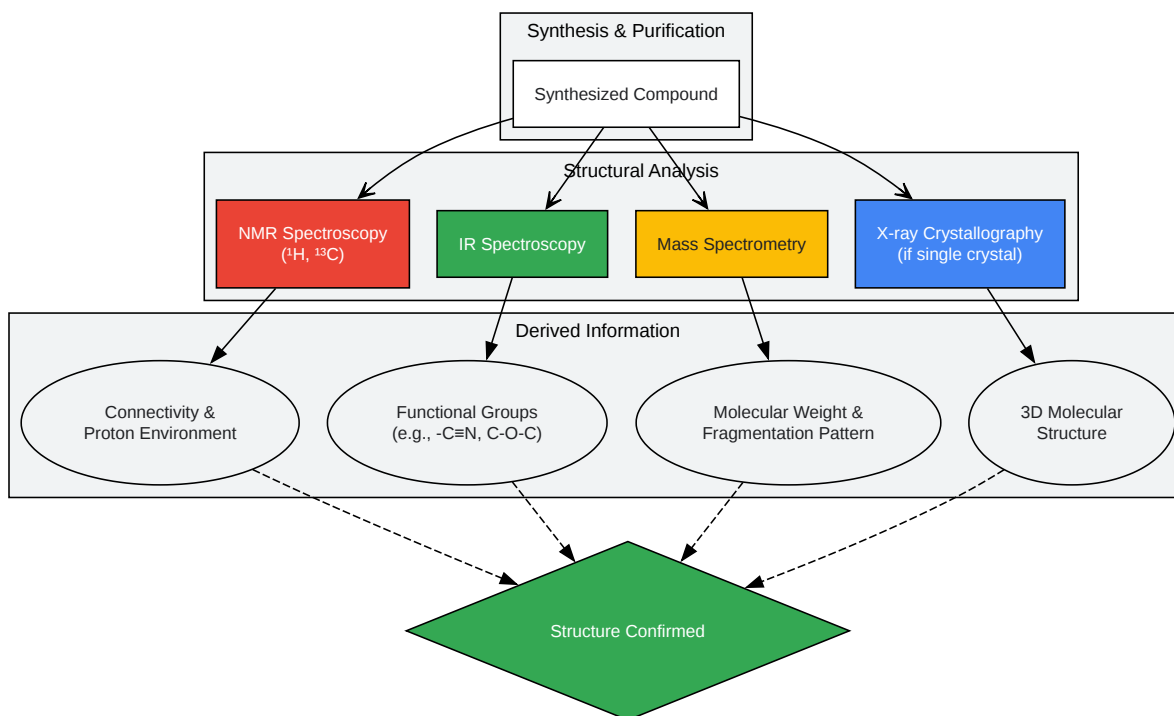 Synthesis & Purification
Synthesized Compound
Structural Analysis
NMR Spectroscopy
(¹H, ¹³C)
IR Spectroscopy
Mass Spectrometry
X-ray Crystallography
(if single crystal)
Derived Information
Connectivity &
Proton Environment
Functional Groups
(e.g., -C≡N, C-O-C)
Molecular Weight &
Fragmentation Pattern
3D Molecular
Structure
Structure Confirmed